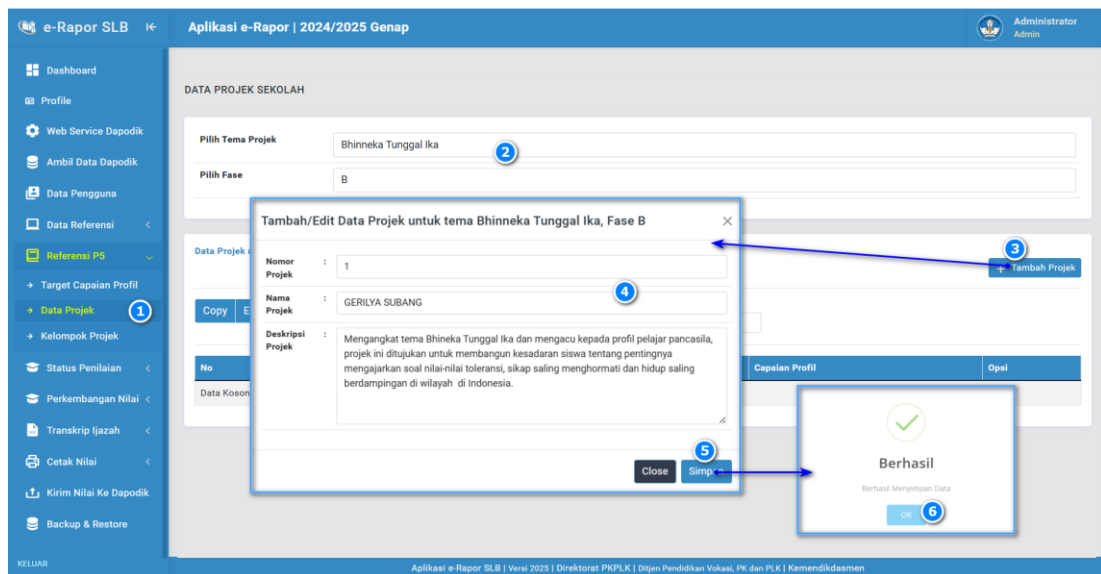 e-Rapor SLB
Aplikasi e-Rapor | 2024/2025 Genap
Administrator
Admin
Dashboard
Profile
Web Service Dapodik
Ambil Data Dapodik
Data Pengguna
Data Referensi
Referensi P5
Target Capaian Profil
Data Projek
1
Kelompok Projek
Status Penilaian
Perkembangan Nilai
Transkrip Ijazah
Cetak Nilai
Kirim Nilai Ke Dapodik
Backup & Restore
KELUAR
DATA PROJEK SEKOLAH
Pilih Tema Projek
Bhinneka Tunggal Ika
2
Pilih Fase
B
Data Projek
3
+ Tambah Projek
Copy
No
Capaian Profil
Opsi
Data Koson
Tambah/Edit Data Projek untuk tema Bhinneka Tunggal Ika, Fase B
Nomor Projek :
1
Nama Projek :
GERILYA SUBANG
4
Deskripsi Projek :
Mengangkat tema Bhineka Tunggal Ika dan mengacu kepada profil pelajar pancasila,
projek ini ditujukan untuk membangun kesadaran siswa tentang pentingnya
mengajarkan soal nilai-nilai toleransi, sikap saling menghormati dan hidup saling
berdampingan di wilayah di Indonesia.
Close
5
Simpan
Berhasil
Berhasil Menyimpan Data
OK
6
Aplikasi e-Rapor SLB | Versi 2025 | Direktorat PKPLK | Ditjen Pendidikan Vokasi, PK dan PLK | Kemendikdasmen